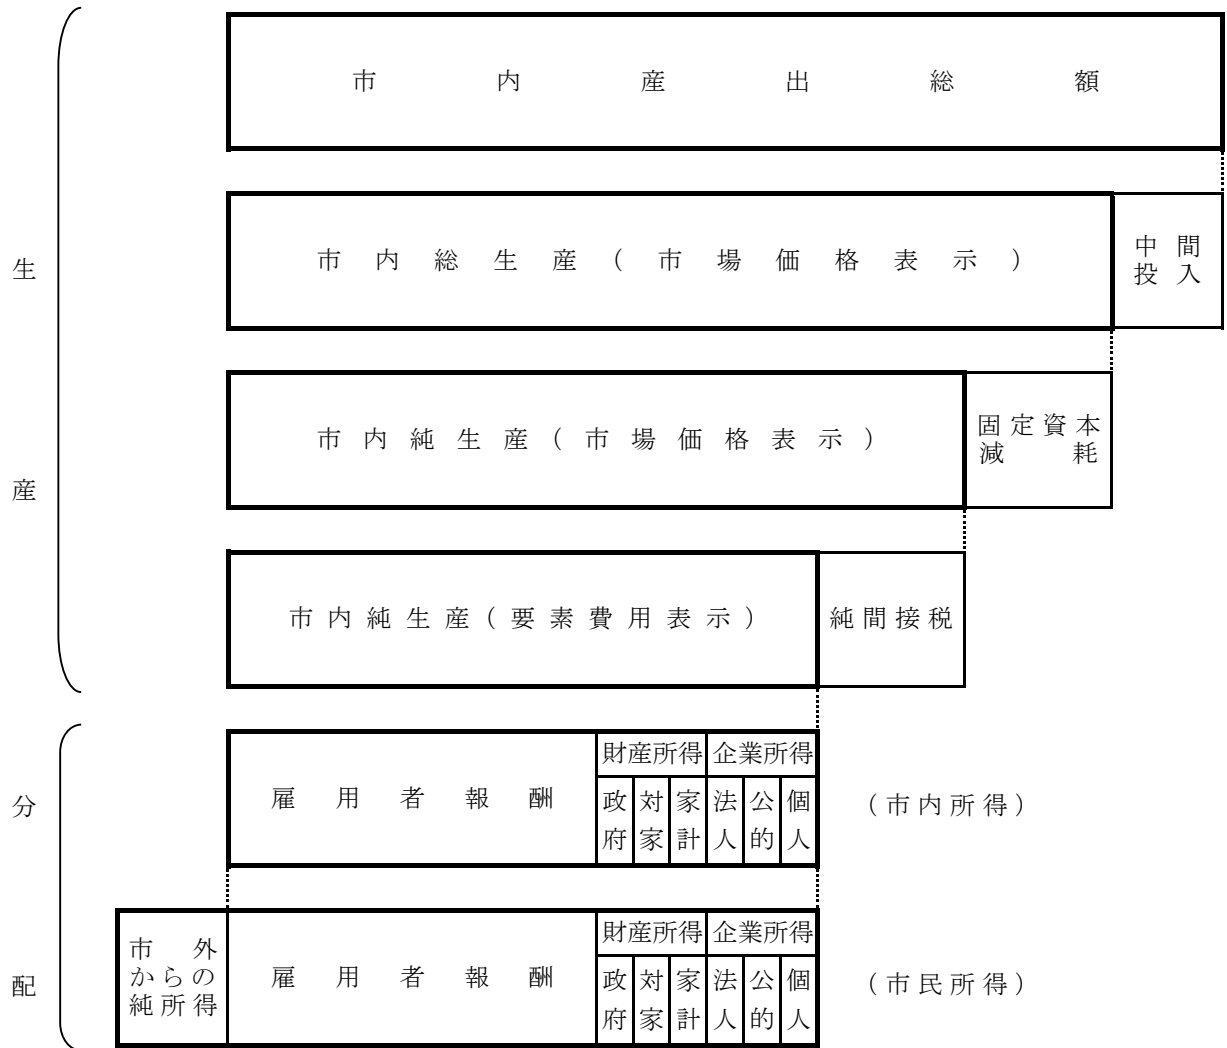 市内産出総額
生
産
市内総生産(市場価格表示)
中間
投入
市内純生産(市場価格表示)
固定資本
減耗
市内純生産(要素費用表示)
純間接税
分
配
雇用者報酬
財産所得
企業所得
政府
対家
家計
法人
公的
個人
(市内所得)
市外
からの
純所得
雇用者報酬
財産所得
企業所得
政府
対家
家計
法人
公的
個人
(市民所得)